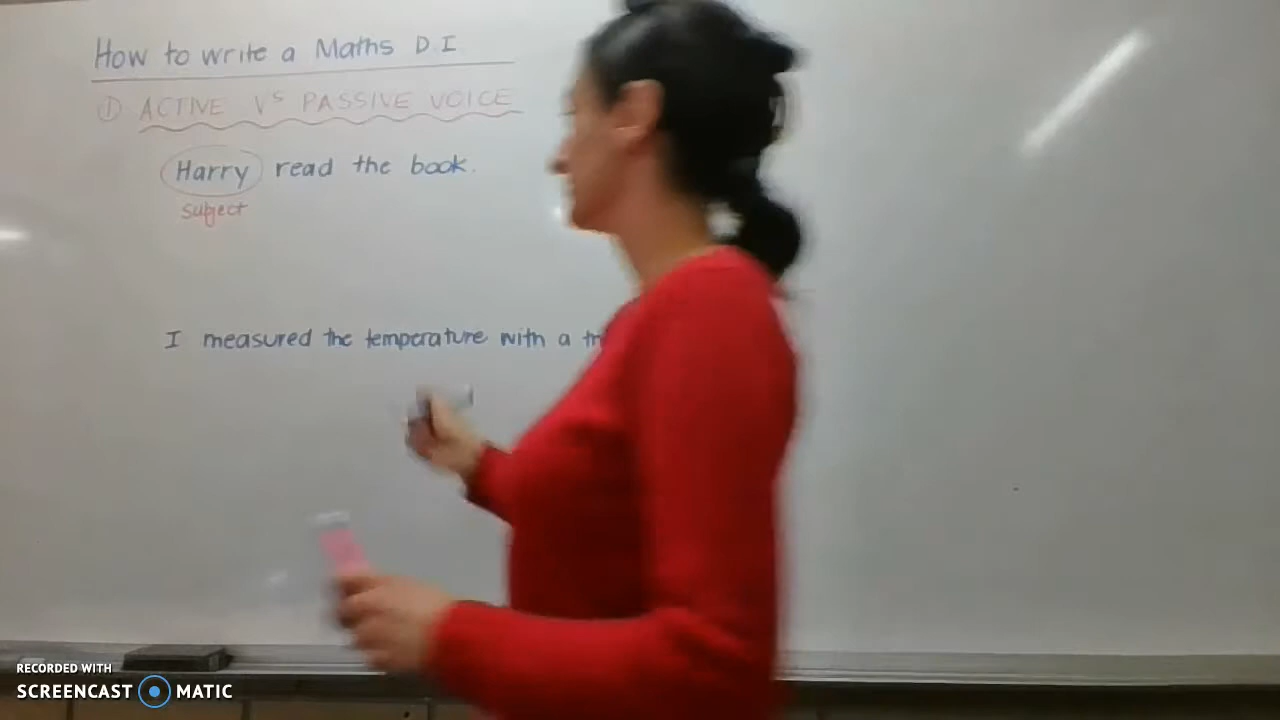 How to write a Maths D.I
① ACTIVE Vs PASSIVE VOICE
Harry read the book.
subject
I measured the temperature with a
RECORDED WITH
SCREENCAST MATIC